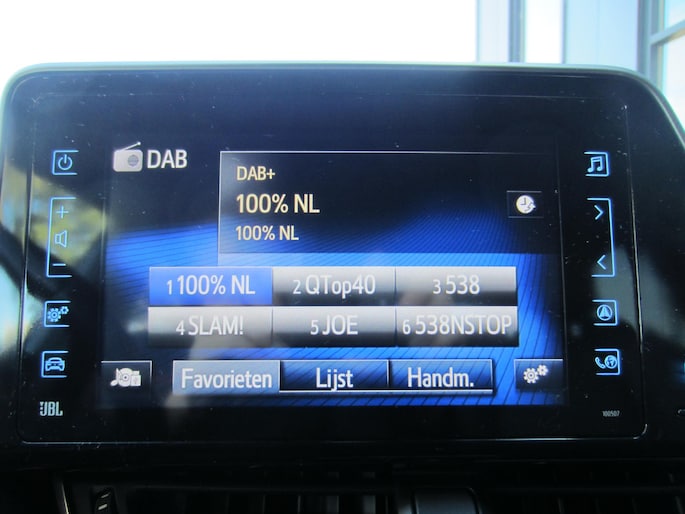 DAB
DAB+
100% NL
100% NL
1 100% NL 2 QTop40 3 538
4 SLAM! 5 JOE 6 538NSTOP
Favorieten Lijst Handm.
JBL
100507